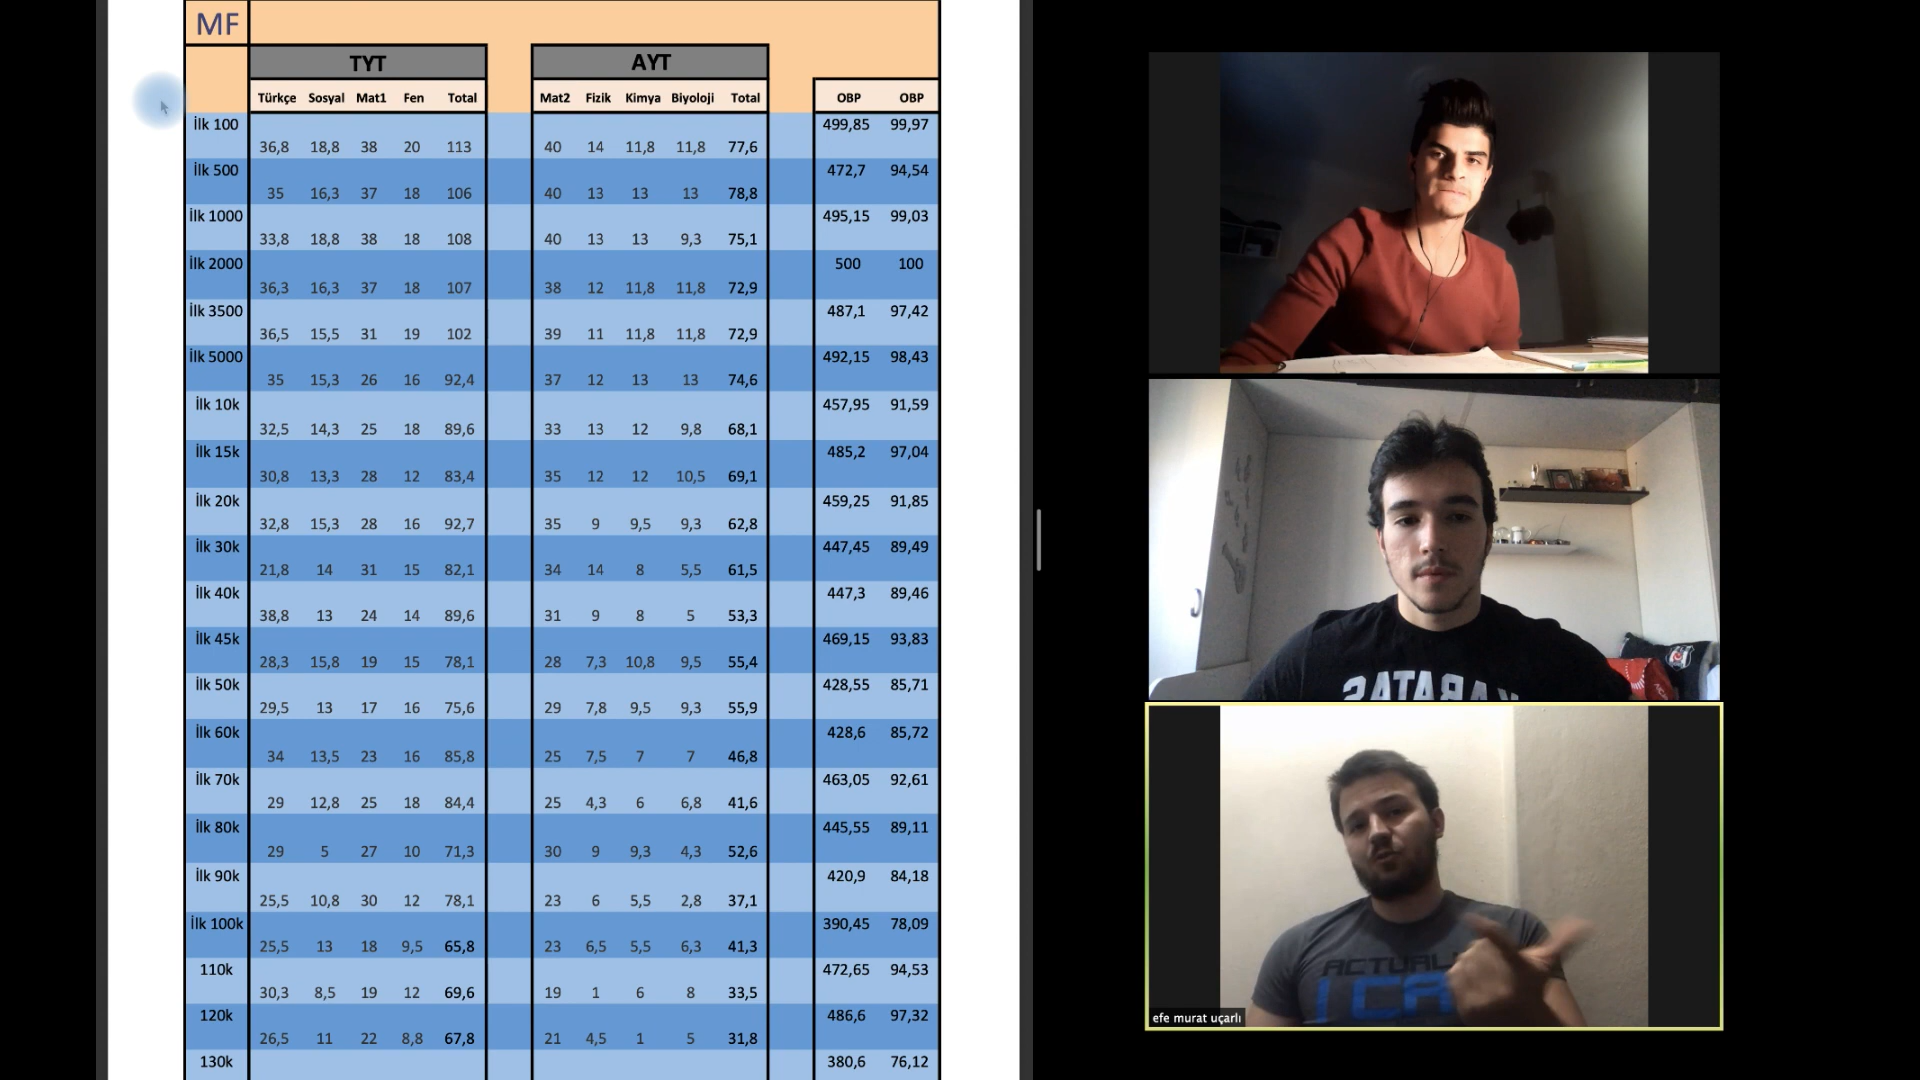 MF
TYT AYT
Türkçe Sosyal Mat1 Fen Total Mat2 Fizik Kimya Biyoloji Total OBP OBP
İlk 100 499,85 99,97
36,8 18,8 38 20 113 40 14 11,8 11,8 77,6
İlk 500 472,7 94,54
35 16,3 37 18 106 40 13 13 13 78,8
İlk 1000 495,15 99,03
33,8 18,8 38 18 108 40 13 13 9,3 75,1
İlk 2000 500 100
36,3 16,3 37 18 107 38 12 11,8 11,8 72,9
İlk 3500 487,1 97,42
36,5 15,5 31 19 102 39 11 11,8 11,8 72,9
İlk 5000 492,15 98,43
35 15,3 26 16 92,4 37 12 13 13 74,6
İlk 10k 457,95 91,59
32,5 14,3 25 18 89,6 33 13 12 9,8 68,1
İlk 15k 485,2 97,04
30,8 13,3 28 12 83,4 35 12 12 10,5 69,1
İlk 20k 459,25 91,85
32,8 15,3 28 16 92,7 35 9 9,5 9,3 62,8
İlk 30k 447,45 89,49
21,8 14 31 15 82,1 34 14 8 5,5 61,5
İlk 40k 447,3 89,46
38,8 13 24 14 89,6 31 9 8 5 53,3
İlk 45k 469,15 93,83
28,3 15,8 19 15 78,1 28 7,3 10,8 9,5 55,4
İlk 50k 428,55 85,71
29,5 13 17 16 75,6 29 7,8 9,5 9,3 55,9
İlk 60k 428,6 85,72
34 13,5 23 16 85,8 25 7,5 7 7 46,8
İlk 70k 463,05 92,61
29 12,8 25 18 84,4 25 4,3 6 6,8 41,6
İlk 80k 445,55 89,11
29 5 27 10 71,3 30 9 9,3 4,3 52,6
İlk 90k 420,9 84,18
25,5 10,8 30 12 78,1 23 6 5,5 2,8 37,1
İlk 100k 390,45 78,09
25,5 13 18 9,5 65,8 23 6,5 5,5 6,3 41,3
110k 472,65 94,53
30,3 8,5 19 12 69,6 19 1 6 8 33,5
120k 486,6 97,32
26,5 11 22 8,8 67,8 21 4,5 1 5 31,8
130k 380,6 76,12
KABATAŞ
ACTUALL
I CA
efe murat uçarlı